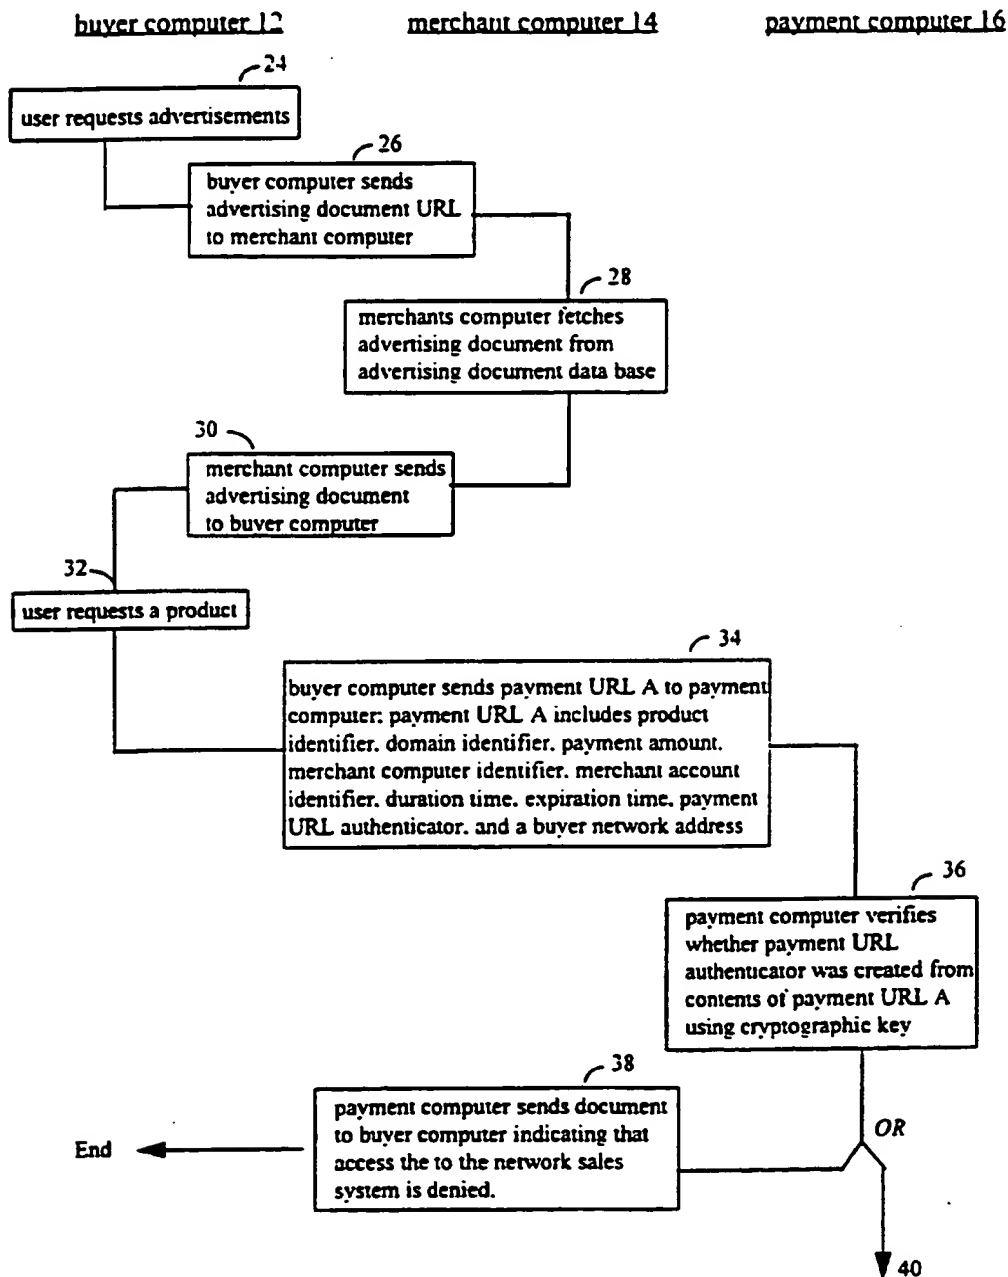 buyer computer 12 merchant computer 14 payment computer 16
24
user requests advertisements
26
buyer computer sends
advertising document URL
to merchant computer
28
merchants computer fetches
advertising document from
advertising document data base
30
merchant computer sends
advertising document
to buyer computer
32
user requests a product
34
buyer computer sends payment URL A to payment
computer: payment URL A includes product
identifier. domain identifier. payment amount.
merchant computer identifier. merchant account
identifier. duration time. expiration time. payment
URL authenticator. and a buyer network address
36
payment computer verifies
whether payment URL
authenticator was created from
contents of payment URL A
using cryptographic key
38
payment computer sends document
to buyer computer indicating that
access the to the network sales
system is denied.
End
OR
40